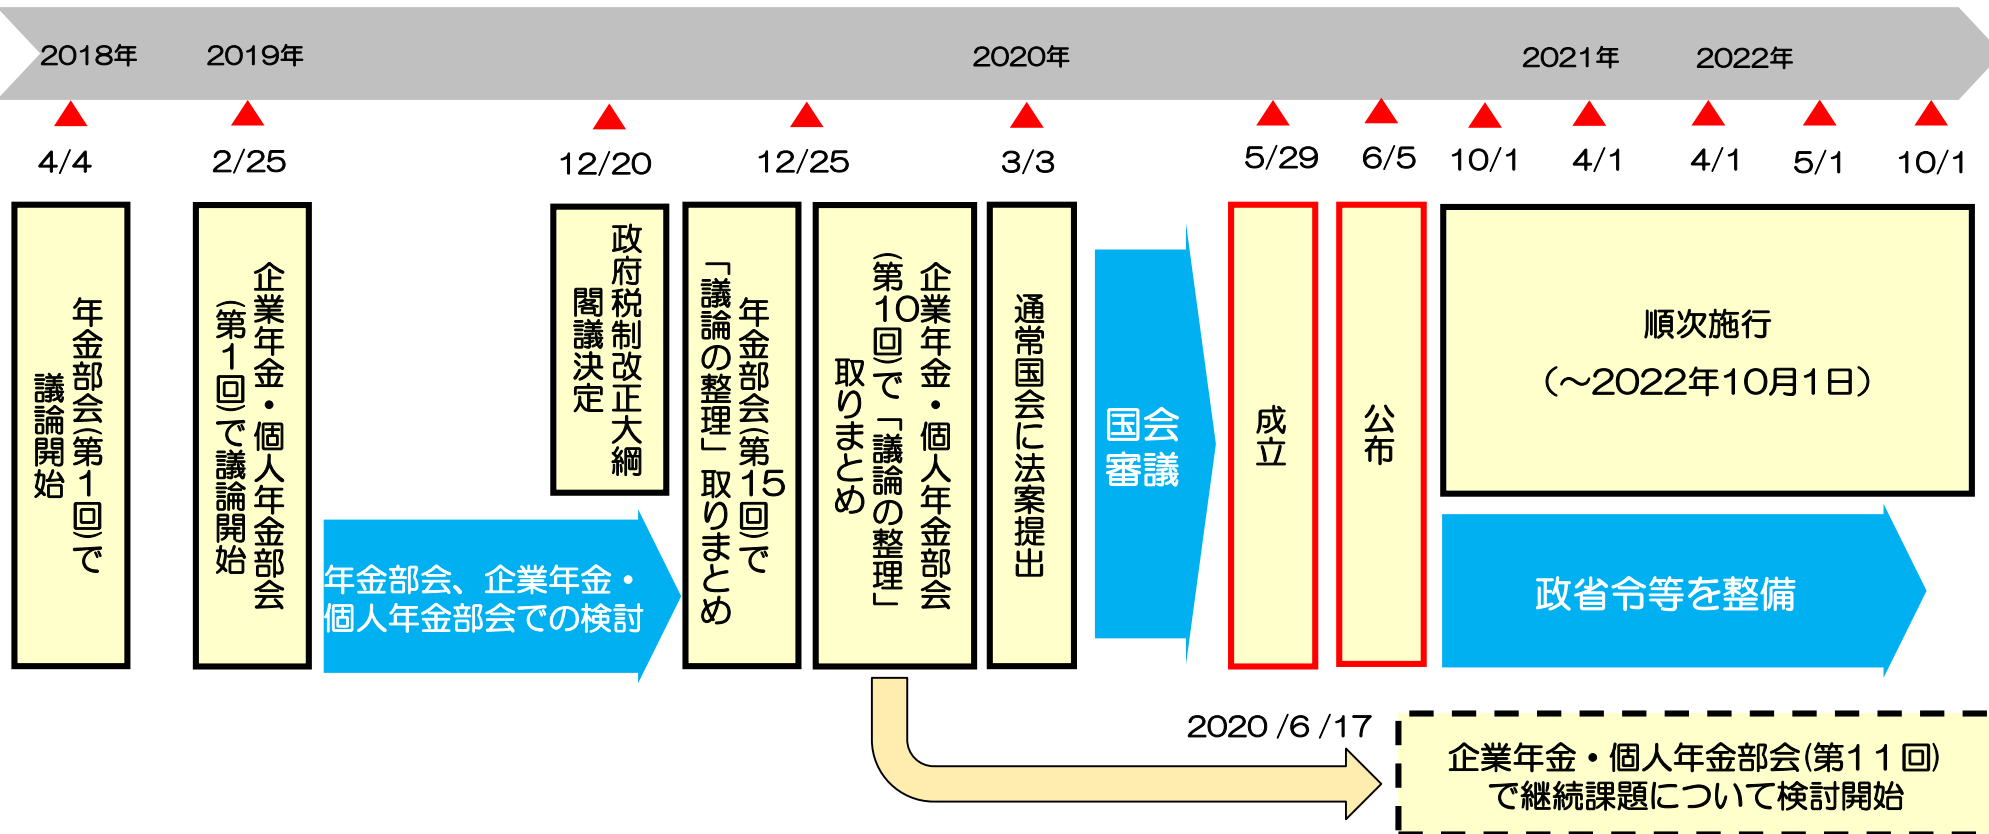 2018年
2019年
2020年
2021年
2022年
4/4
2/25
12/20
12/25
3/3
5/29
6/5
10/1
4/1
4/1
5/1
10/1
年金部会(第1回)で
議論開始
企業年金・個人年金部会
(第1回)で議論開始
政府税制改正大綱
閣議決定
年金部会(第15回)で
「議論の整理」取りまとめ
企業年金・個人年金部会
(第10回)で「議論の整理」
取りまとめ
通常国会に法案提出
国会
審議
成立
公布
順次施行
（～2022年10月1日）
年金部会、企業年金・
個人年金部会での検討
政省令等を整備
2020 /6 /17
企業年金・個人年金部会(第１１回)
で継続課題について検討開始